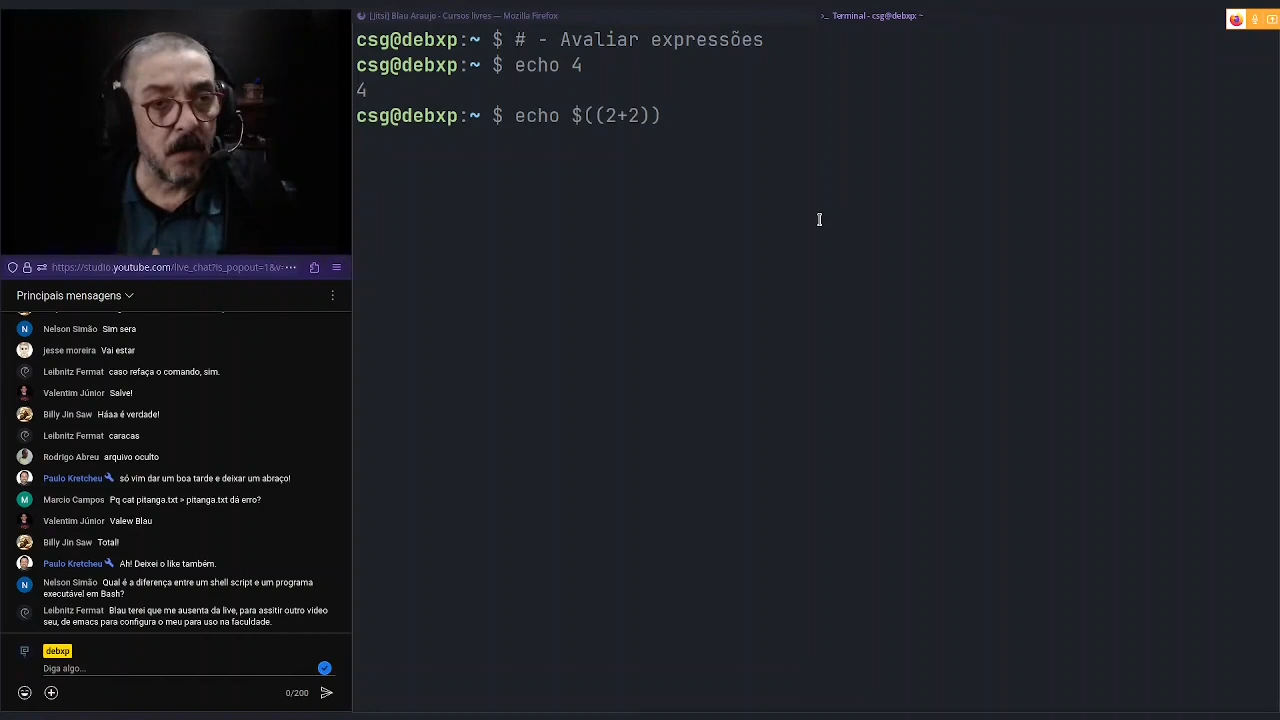 [Jitsi] Blau Araujo - Cursos livres — Mozilla Firefox
>_ Terminal - csg@debxp: ~
csg@debxp:~ $ # - Avaliar expressões
csg@debxp:~ $ echo 4
4
csg@debxp:~ $ echo $((2+2))
https://studio.youtube.com/live_chat?is_popout=1&v=
Principais mensagens
Nelson Simão Sim sera
jesse moreira Vai estar
Leibnitz Fermat caso refaça o comando, sim.
Valentim Júnior Salve!
Billy Jin Saw Háaa é verdade!
Leibnitz Fermat caracas
Rodrigo Abreu arquivo oculto
Paulo Kretcheu só vim dar um boa tarde e deixar um abraço!
Marcio Campos Pq cat pitanga.txt > pitanga.txt dá erro?
Valentim Júnior Valew Blau
Billy Jin Saw Total!
Paulo Kretcheu Ah! Deixei o like também.
Nelson Simão Qual é a diferença entre um shell script e um programa
executável em Bash?
Leibnitz Fermat Blau terei que me ausenta da live, para assitir outro video
seu, de emacs para configura o meu para uso na faculdade.
debxp
Diga algo...
0/200